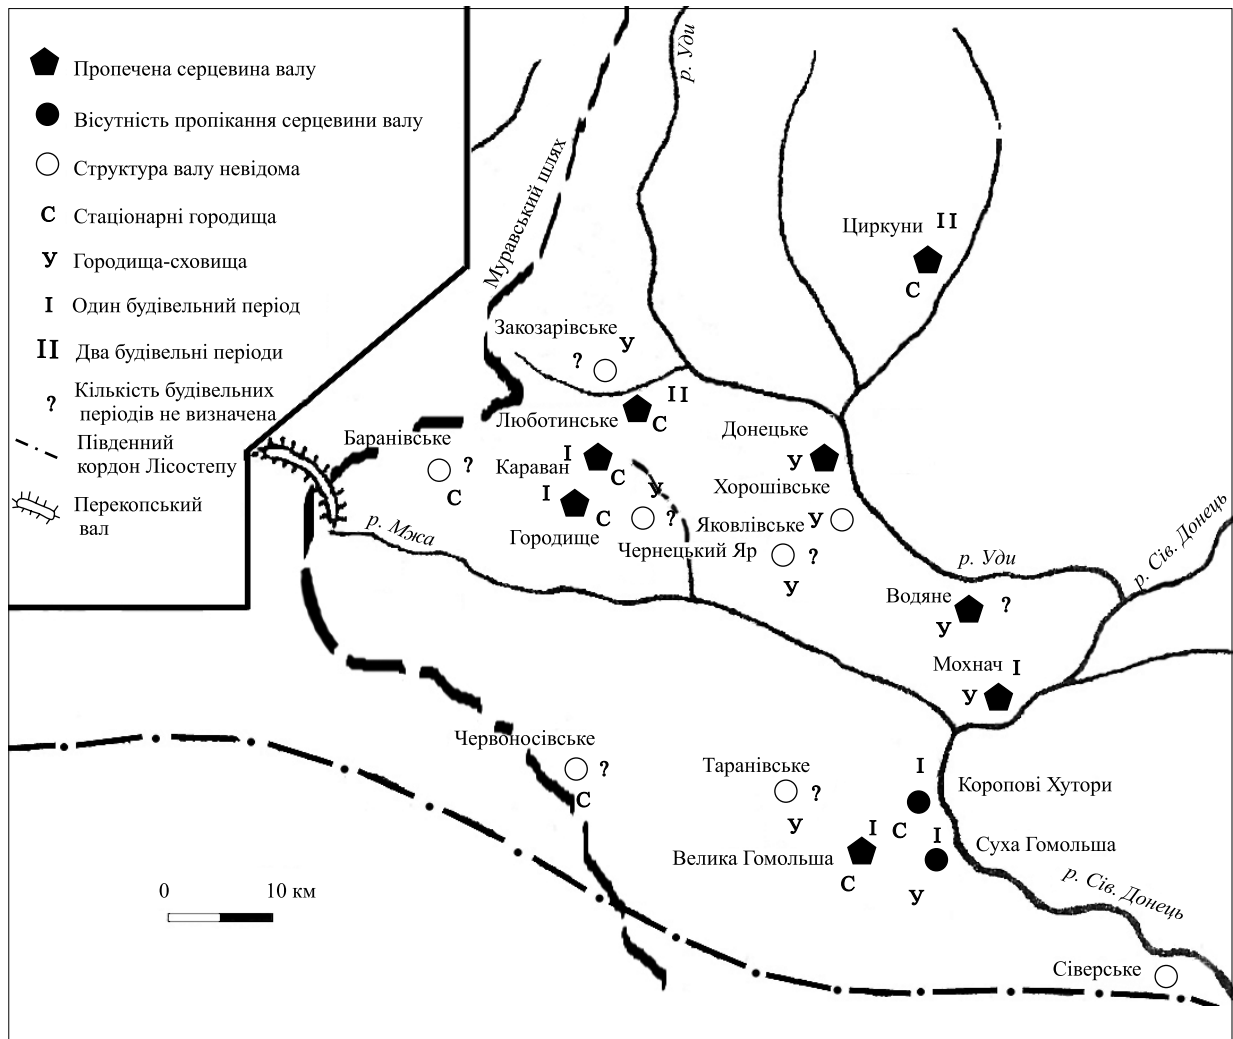 Пропечена серцевина валу
Вісутність пропікання серцевини валу
Структура валу невідома
С Стаціонарні городища
У Городища-сховища
I Один будівельний період
II Два будівельні періоди
? Кількість будівельних
періодів не визначена
Південний
кордон Лісостепу
Перекопський
вал
Муравський шлях
р. Уди
Циркуни II
С
Закозарівське
У
?
II
Люботинське
С
Баранівське
?
С
I
Караван
С
I
Городище
С
У
?
Чернецький Яр
Донецьке
У
Хорошівське
У
Яковлівське
?
У
р. Мжа
р. Уди
р. Сів. Донець
Водяне
?
У
Мохнач I
У
Червоносівське
?
С
Таранівське
?
У
I
Коропові Хутори
С
I
Суха Гомольша
У
I
Велика Гомольша
С
р. Сів. Донець
Сіверське
0 10 км